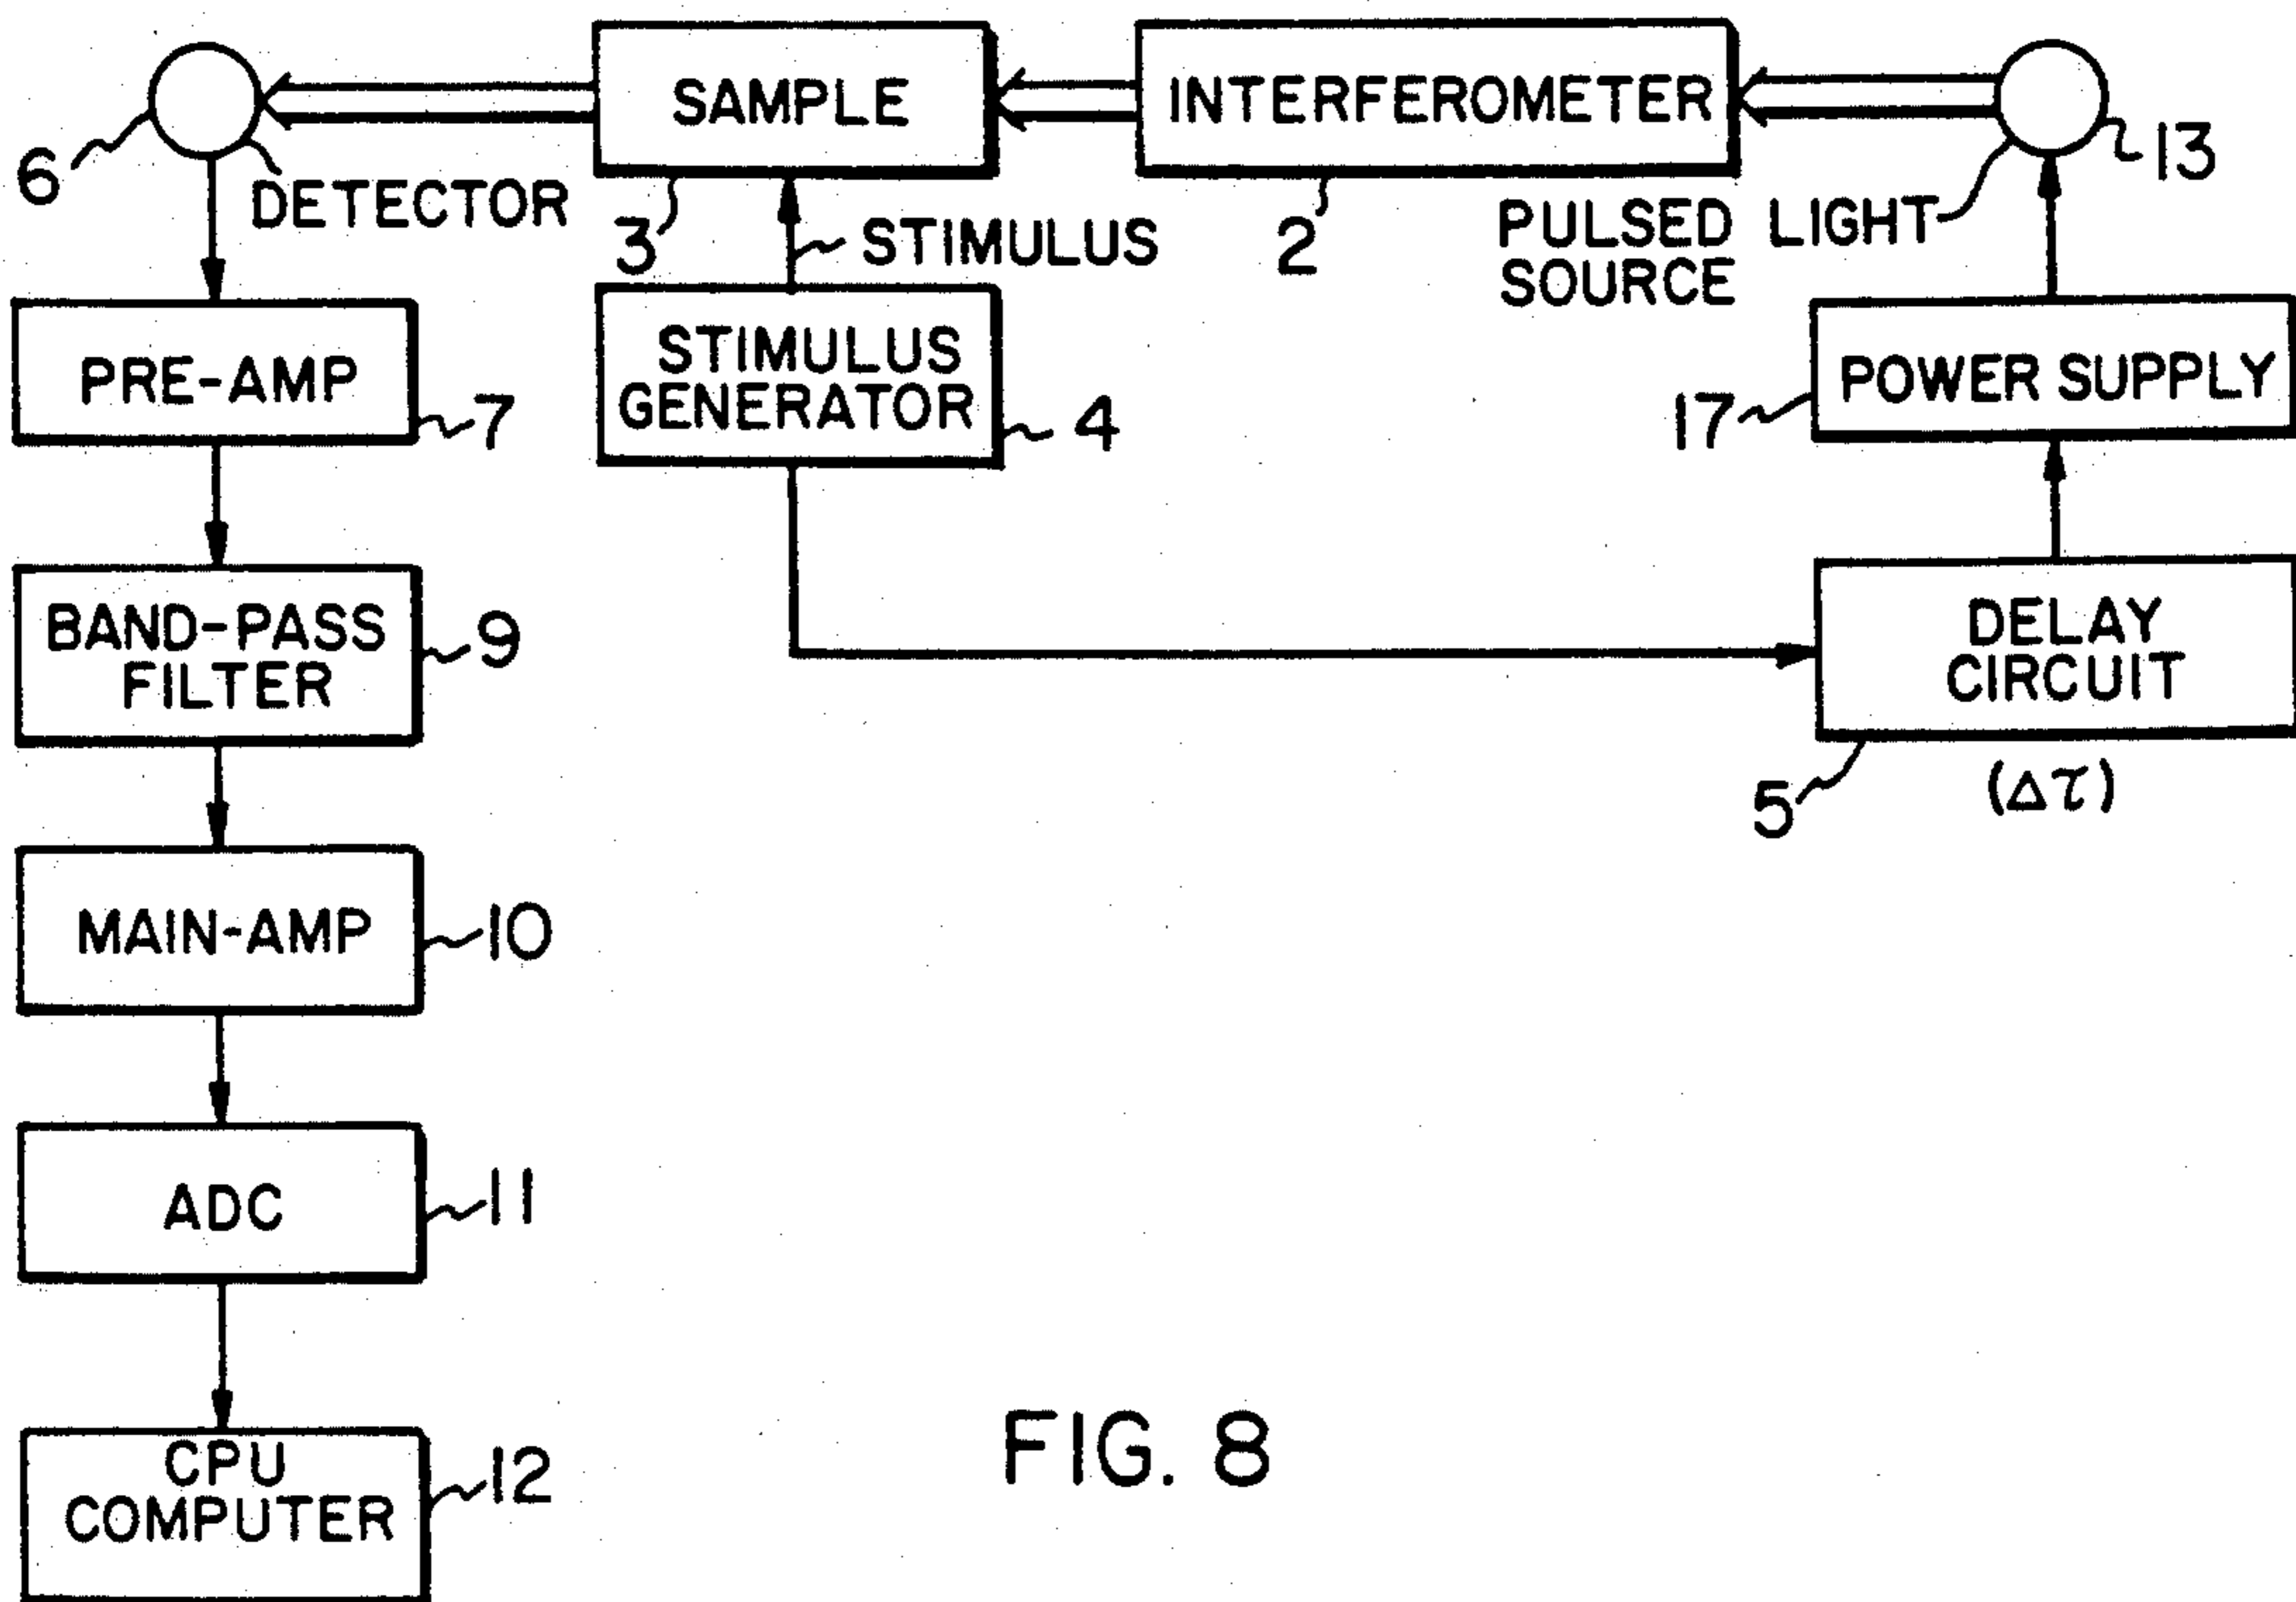 SAMPLE
INTERFEROMETER
13
6
DETECTOR
3
STIMULUS
2
PULSED LIGHT
SOURCE
PRE-AMP
7
STIMULUS
GENERATOR
4
17
POWER SUPPLY
BAND-PASS
FILTER
9
DELAY
CIRCUIT
5
(Δτ)
MAIN-AMP
10
ADC
11
CPU
COMPUTER
12
FIG. 8